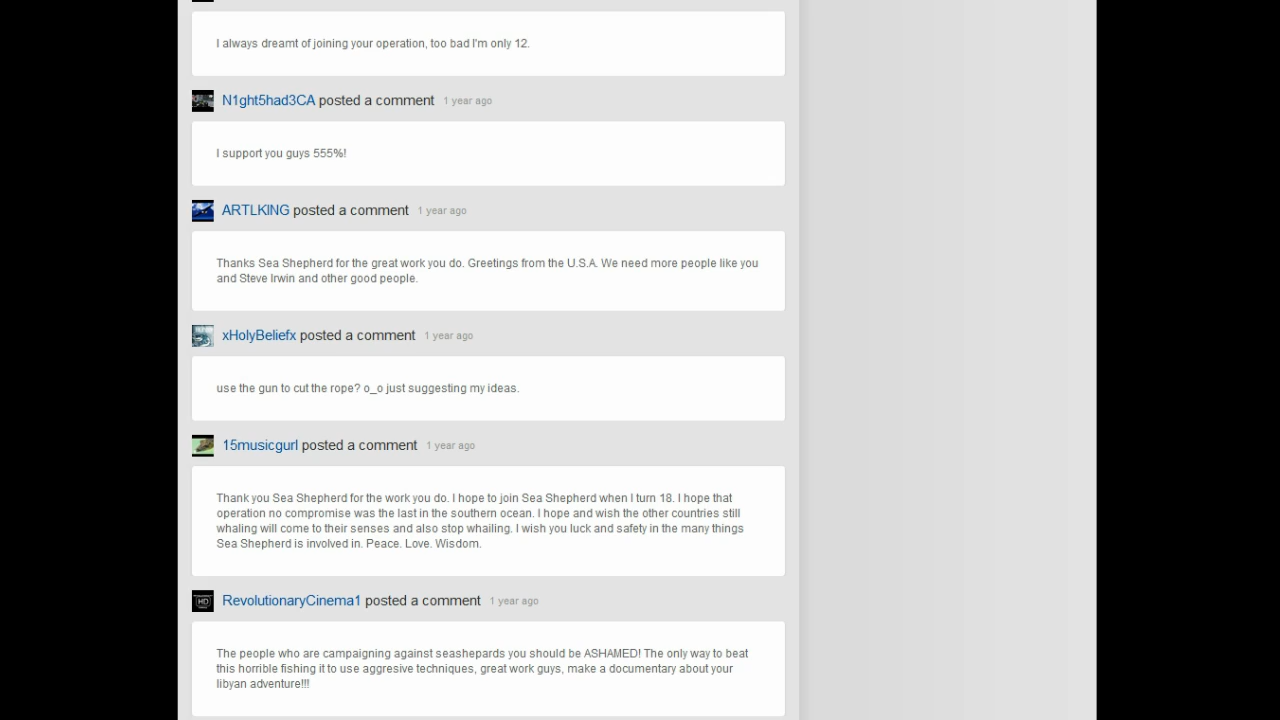 I always dreamt of joining your operation, too bad I'm only 12.
N1ght5had3CA posted a comment 1 year ago
I support you guys 555%!
ARTLKING posted a comment 1 year ago
Thanks Sea Shepherd for the great work you do. Greetings from the U.S.A. We need more people like you
and Steve Irwin and other good people.
xHolyBeliefx posted a comment 1 year ago
use the gun to cut the rope? o_o just suggesting my ideas.
15musicgurl posted a comment 1 year ago
Thank you Sea Shepherd for the work you do. I hope to join Sea Shepherd when I turn 18. I hope that
operation no compromise was the last in the southern ocean. I hope and wish the other countries still
whaling will come to their senses and also stop whailing. I wish you luck and safety in the many things
Sea Shepherd is involved in. Peace. Love. Wisdom.
HD
RevolutionaryCinema1 posted a comment 1 year ago
The people who are campaigning against seashepards you should be ASHAMED! The only way to beat
this horrible fishing it to use aggresive techniques, great work guys, make a documentary about your
libyan adventure!!!